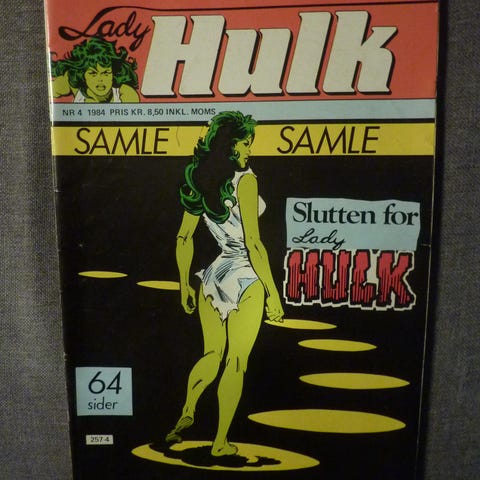 Lady
Hulk
NR 4 1984 PRIS KR. 8,50 INKL. MOMS
SAMLE SAMLE
Slutten for
Lady
HULK
64
sider
257-4